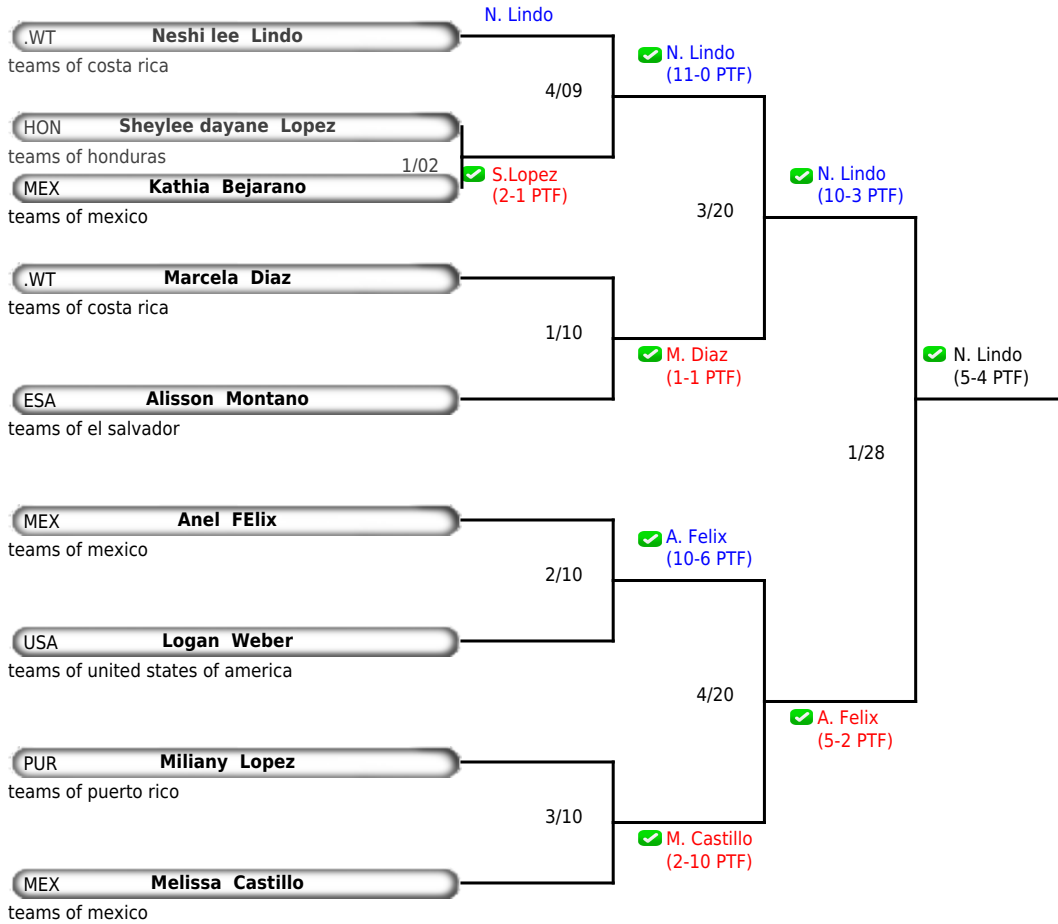 N. Lindo
.WT Neshi lee Lindo
teams of costa rica
N. Lindo
(11-0 PTF)
4/09
HON Sheylee dayane Lopez
teams of honduras
1/02
S.Lopez
(2-1 PTF)
MEX Kathia Bejarano
teams of mexico
N. Lindo
(10-3 PTF)
3/20
.WT Marcela Diaz
teams of costa rica
1/10
M. Diaz
(1-1 PTF)
N. Lindo
(5-4 PTF)
ESA Alisson Montano
teams of el salvador
1/28
MEX Anel FElix
teams of mexico
A. Felix
(10-6 PTF)
2/10
USA Logan Weber
teams of united states of america
4/20
A. Felix
(5-2 PTF)
PUR Miliany Lopez
teams of puerto rico
3/10
M. Castillo
(2-10 PTF)
MEX Melissa Castillo
teams of mexico